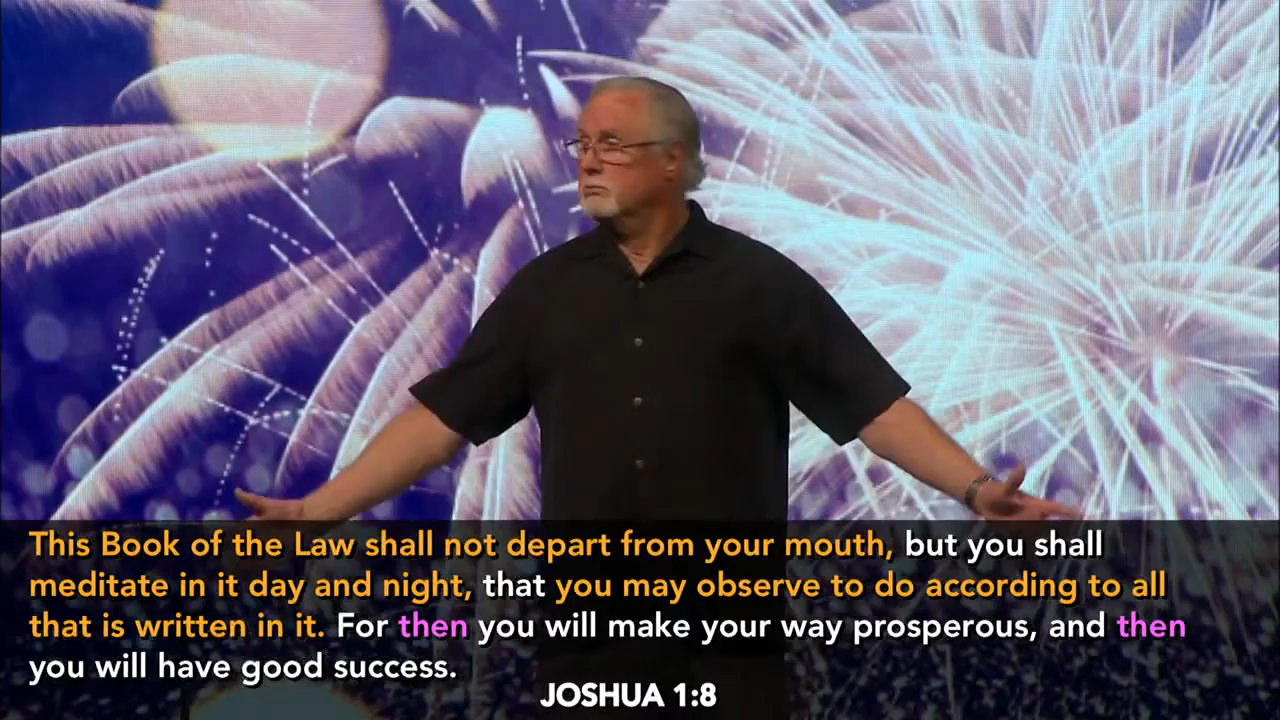 This Book of the Law shall not depart from your mouth, but you shall
meditate in it day and night, that you may observe to do according to all
that is written in it. For then you will make your way prosperous, and then
you will have good success.
JOSHUA 1:8